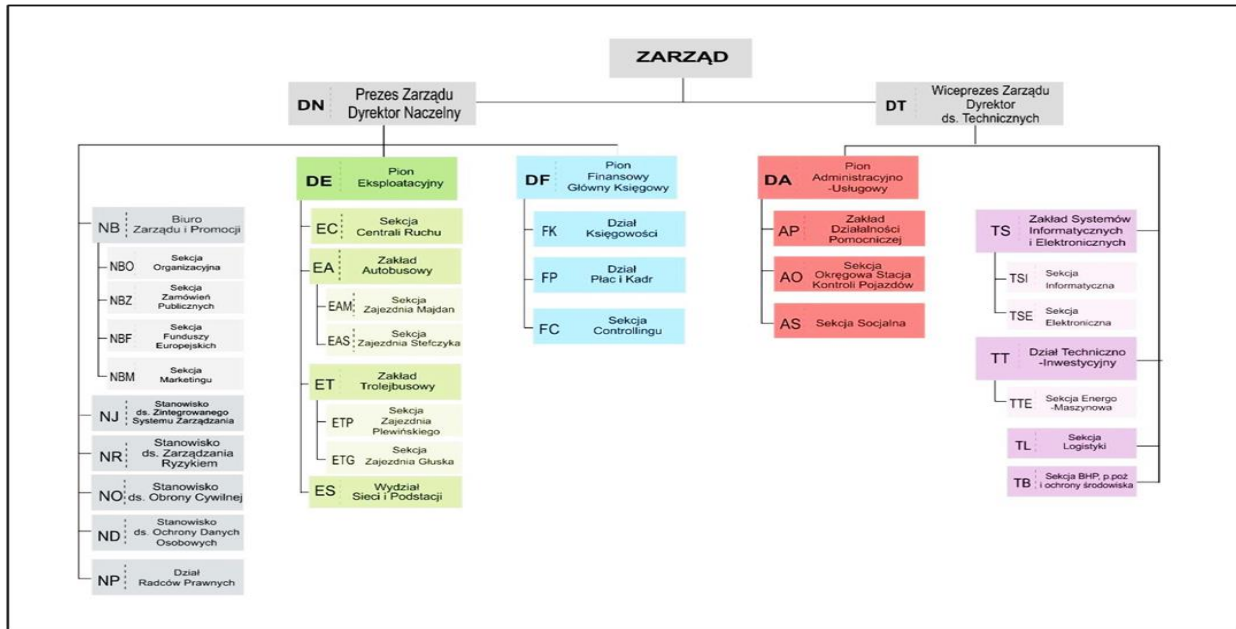 ZARZĄD
DN
Prezes Zarządu
Dyrektor Naczelny
DT
Wiceprezes Zarządu
Dyrektor
ds. Technicznych
NB
Biuro
Zarządu i Promocji
NBO
Sekcja
Organizacyjna
NBZ
Sekcja
Zamówień
Publicznych
NBF
Sekcja
Funduszy
Europejskich
NBM
Sekcja
Marketingu
NJ
Stanowisko
ds. Zintegrowanego
Systemu Zarządzania
NR
Stanowisko
ds. Zarządzania
Ryzykiem
NO
Stanowisko
ds. Obrony Cywilnej
ND
Stanowisko
ds. Ochrony Danych
Osobowych
NP
Dział
Radców Prawnych
DE
Pion
Eksploatacyjny
EC
Sekcja
Centrali Ruchu
EA
Zakład
Autobusowy
EAM
Sekcja
Zajezdnia Majdan
EAS
Sekcja
Zajezdnia Stefczyka
ET
Zakład
Trolejbusowy
ETP
Sekcja
Zajezdnia
Plewińskiego
ETG
Sekcja
Zajezdnia Głuska
ES
Wydział
Sieci i Podstacji
DF
Pion
Finansowy
Główny Księgowy
FK
Dział
Księgowości
FP
Dział
Płac i Kadr
FC
Sekcja
Controllingu
DA
Pion
Administracyjno
-Usługowy
AP
Zakład
Działalności
Pomocniczej
AO
Sekcja
Okręgowa Stacja
Kontroli Pojazdów
AS
Sekcja Socjalna
TS
Zakład Systemów
Informatycznych
i Elektronicznych
TSI
Sekcja
Informatyczna
TSE
Sekcja
Elektroniczna
TT
Dział Techniczno
-Inwestycyjny
TTE
Sekcja Energo
-Maszynowa
TL
Sekcja
Logistyki
TB
Sekcja BHP, p.poż
i ochrony środowiska